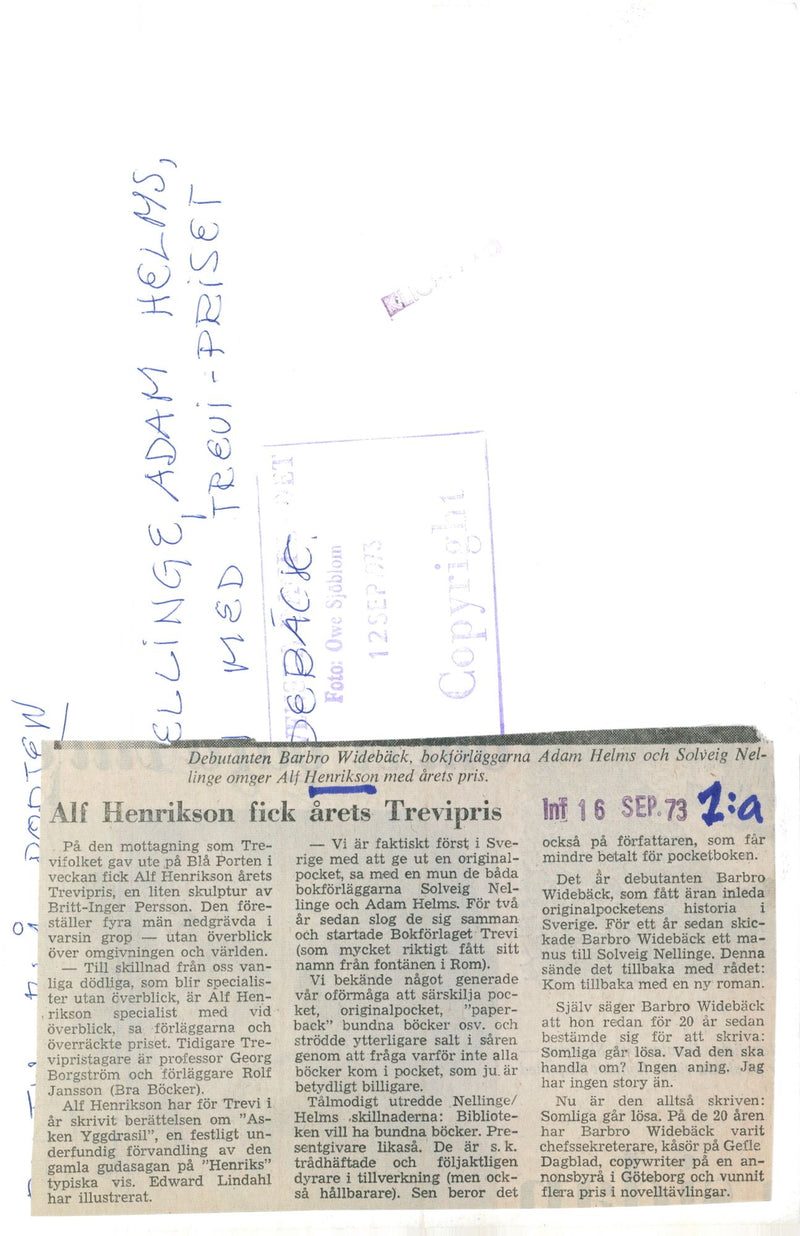 ELLINGE, ADAM HELMS,
MED TREVI-PRISET
DEBÄCK.
Foto: Owe Sjöblom
12 SEP 1973
Copyright
Debutanten Barbro Widebäck, bokförläggarna Adam Helms och Solveig Nel-
linge omger Alf Henrikson med årets pris.
Alf Henrikson fick årets Trevipris
Int 16 SEP. 73 1:a
På den mottagning som Tre-
vifolket gav ute på Blå Porten i
veckan fick Alf Henrikson årets
Trevipris, en liten skulptur av
Britt-Inger Persson. Den före-
ställer fyra män nedgrävda i
varsin grop — utan överblick
över omgivningen och världen.
— Till skillnad från oss van-
liga dödliga, som blir specialis-
ter utan överblick, är Alf Hen-
rikson specialist med vid
överblick, sa förläggarna och
överräckte priset. Tidigare Tre-
vipristagare är professor Georg
Borgström och förläggare Rolf
Jansson (Bra Böcker).
Alf Henrikson har för Trevi i
år skrivit berättelsen om "As-
ken Yggdrasil", en festligt un-
derfundig förvandling av den
gamla gudasagan på "Henriks"
typiska vis. Edward Lindahl
har illustrerat.
— Vi är faktiskt först i Sve-
rige med att ge ut en original-
pocket, sa med en mun de båda
bokförläggarna Solveig Nel-
linge och Adam Helms. För två
år sedan slog de sig samman
och startade Bokförlaget Trevi
(som mycket riktigt fått sitt
namn från fontänen i Rom).
Vi bekände något generade
vår oförmåga att särskilja poc-
ket, originalpocket, "paper-
back" bundna böcker osv. och
strödde ytterligare salt i såren
genom att fråga varför inte alla
böcker kom i pocket, som ju är
betydligt billigare.
Tålmodigt utredde Nellinge/
Helms skillnaderna: Bibliote-
ken vill ha bundna böcker. Pre-
sentgivare likaså. De är s. k.
trådhäftade och följaktligen
dyrare i tillverkning (men ock-
så hållbarare). Sen beror det
också på författaren, som får
mindre betalt för pocketboken.
Det är debutanten Barbro
Widebäck, som fått äran inleda
originalpocketens historia i
Sverige. För ett år sedan skic-
kade Barbro Widebäck ett ma-
nus till Solveig Nellinge. Denna
sände det tillbaka med rådet:
Kom tillbaka med en ny roman.
Själv säger Barbro Widebäck
att hon redan för 20 år sedan
bestämde sig för att skriva:
Somliga går lösa. Vad den ska
handla om? Ingen aning. Jag
har ingen story än.
Nu är den alltså skriven:
Somliga går lösa. På de 20 åren
har Barbro Widebäck varit
chefssekreterare, kåsör på Gefle
Dagblad, copywriter på en an-
nonsbyrå i Göteborg och vunnit
flera pris i novelltävlingar.